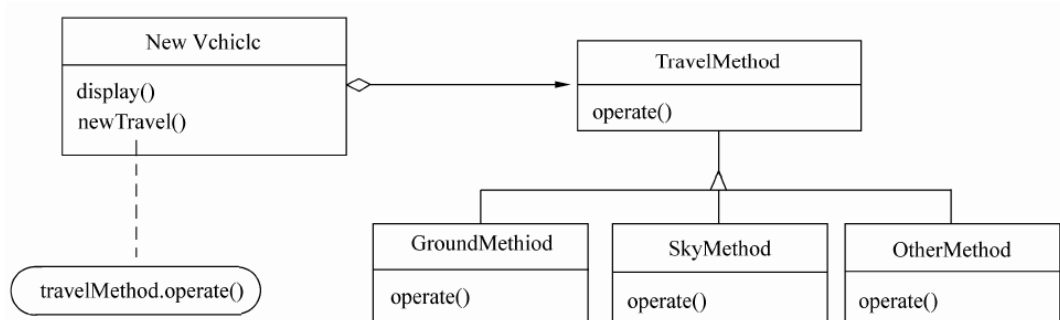 New Vchiclc
display()
newTravel()
travelMethod.operate()
TravelMethod
operate()
GroundMethiod
operate()
SkyMethod
operate()
OtherMethod
operate()